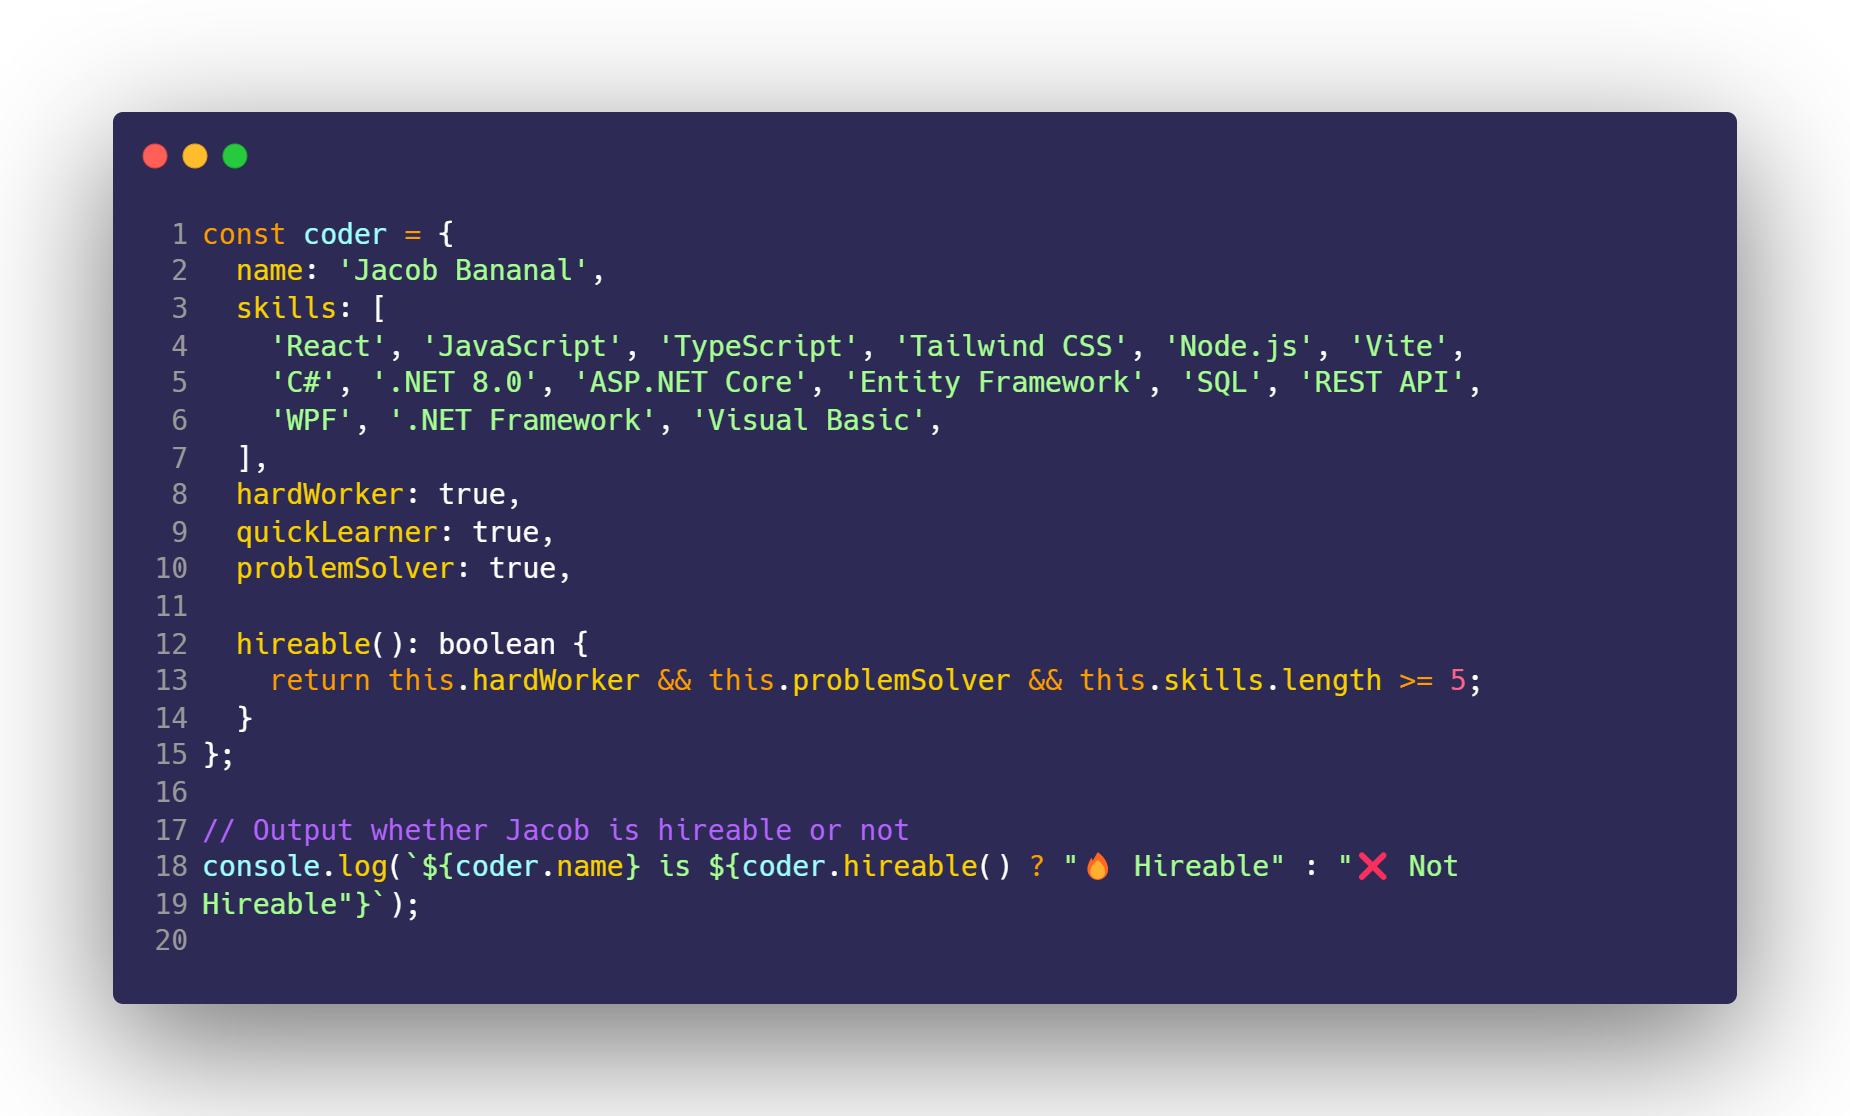 1 const coder = {
2   name: 'Jacob Bananal',
3   skills: [
4     'React', 'JavaScript', 'TypeScript', 'Tailwind CSS', 'Node.js', 'Vite',
5     'C#', '.NET 8.0', 'ASP.NET Core', 'Entity Framework', 'SQL', 'REST API',
6     'WPF', '.NET Framework', 'Visual Basic',
7   ],
8   hardWorker: true,
9   quickLearner: true,
10   problemSolver: true,
11
12   hireable(): boolean {
13     return this.hardWorker && this.problemSolver && this.skills.length >= 5;
14   }
15 };
16
17 // Output whether Jacob is hireable or not
18 console.log(`${coder.name} is ${coder.hireable() ? "🔥 Hireable" : "❌ Not
19 Hireable"}`);
20